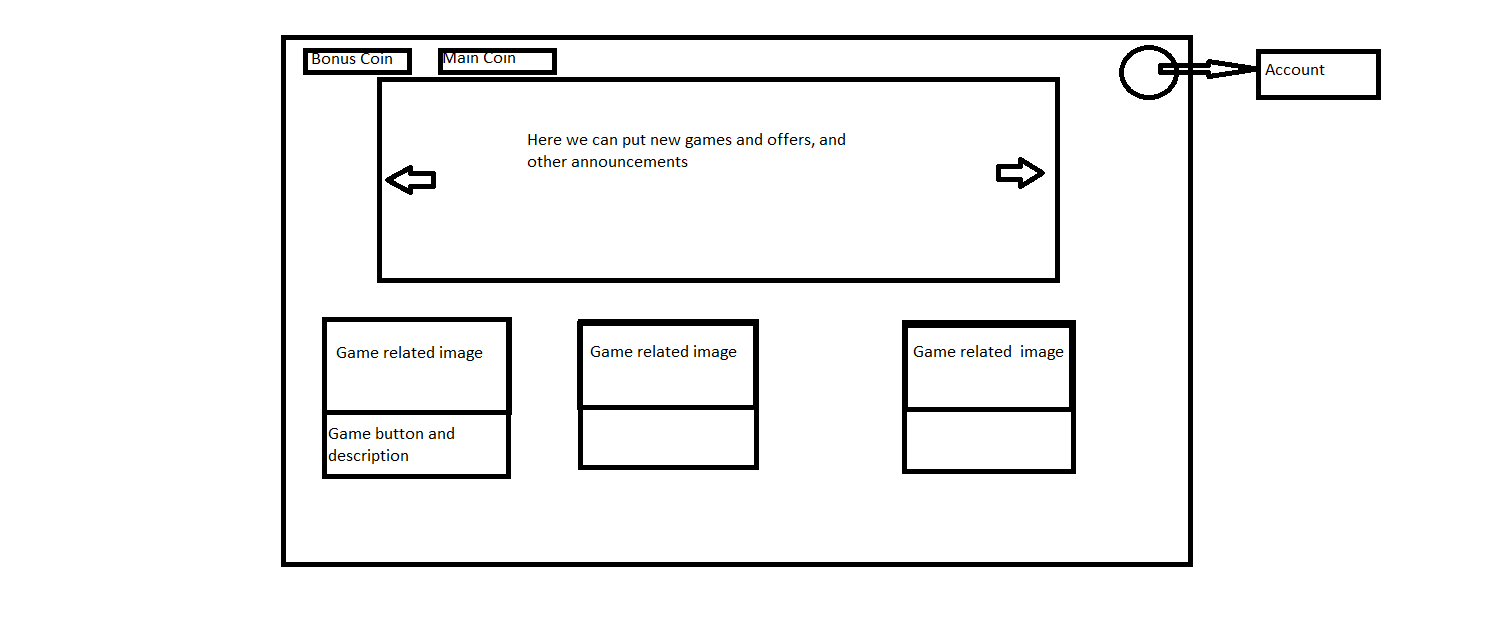 Bonus Coin
Main Coin
Account
Here we can put new games and offers, and
other announcements
Game related image
Game related image
Game related  image
Game button and
description